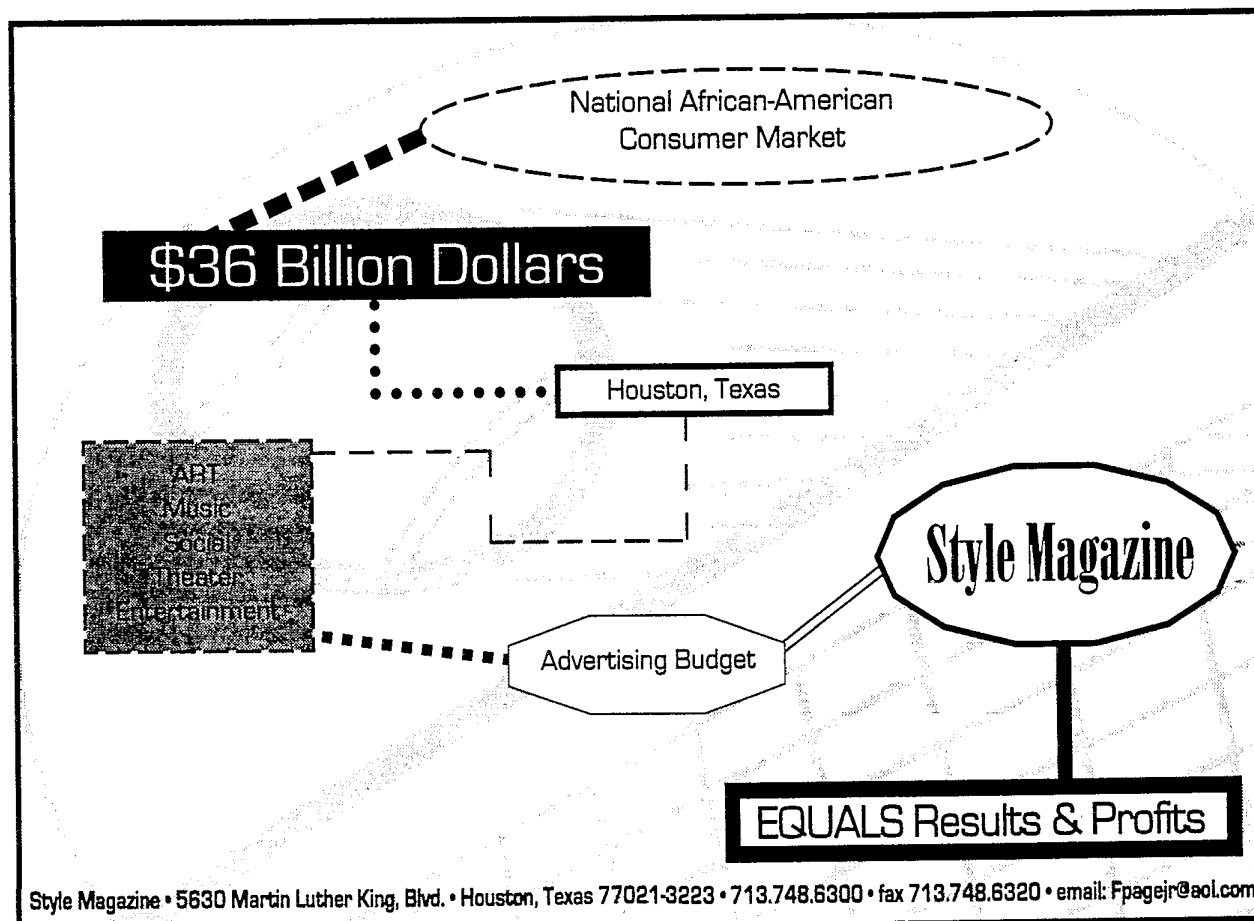 National African-American
Consumer Market
$36 Billion Dollars
Houston, Texas
ART
Music
Social
Theater
Entertainment
Style Magazine
Advertising Budget
EQUALS Results & Profits
Style Magazine • 5630 Martin Luther King, Blvd. • Houston, Texas 77021-3223 • 713.748.6300 • fax 713.748.6320 • email: Fpagejr@aol.com